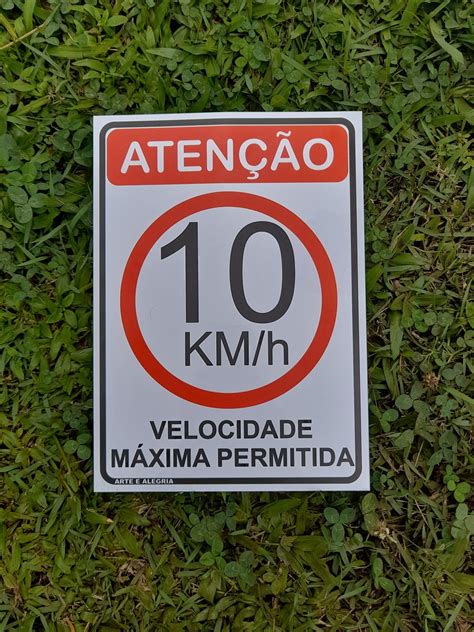 ATENÇÃO
10
KM/h
VELOCIDADE
MÁXIMA PERMITIDA
ARTE E ALEGRIA